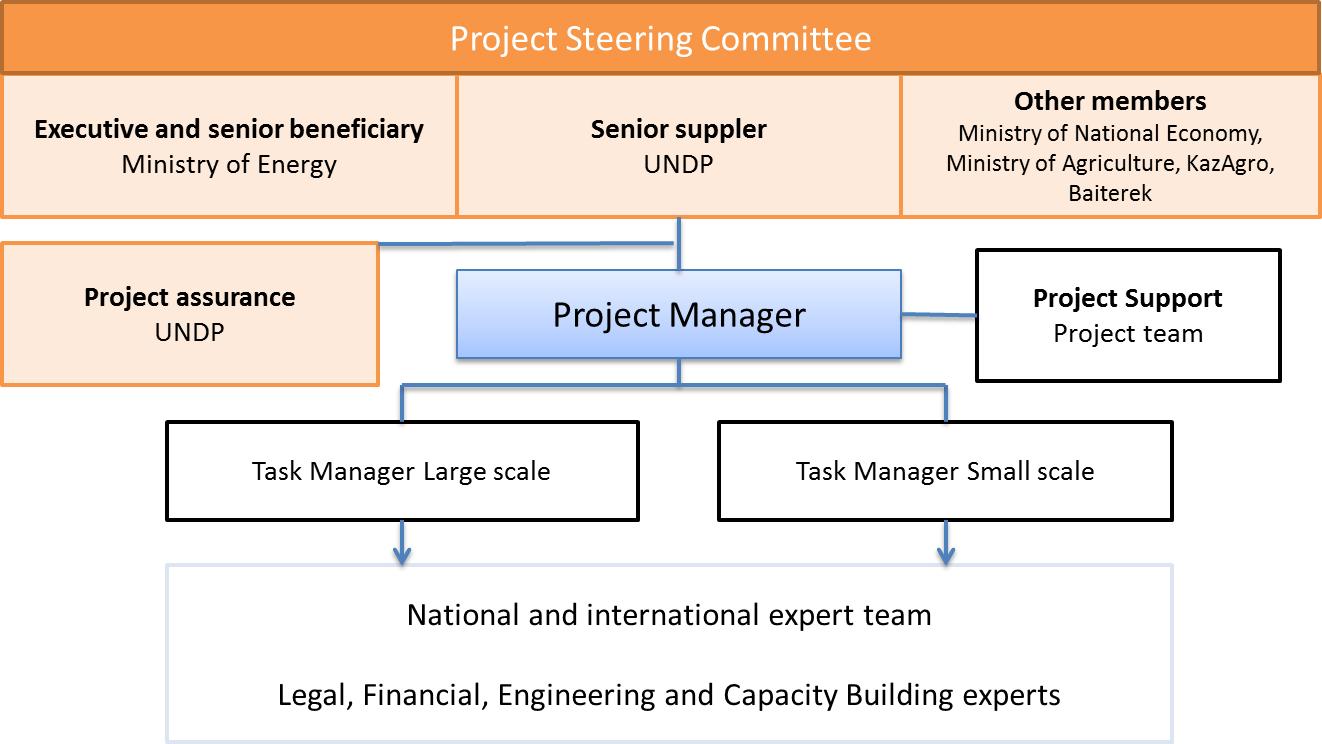 Project Steering Committee
Executive and senior beneficiary
Ministry of Energy
Senior suppler
UNDP
Other members
Ministry of National Economy,
Ministry of Agriculture, KazAgro,
Baiterek
Project assurance
UNDP
Project Manager
Project Support
Project team
Task Manager Large scale
Task Manager Small scale
National and international expert team
Legal, Financial, Engineering and Capacity Building experts